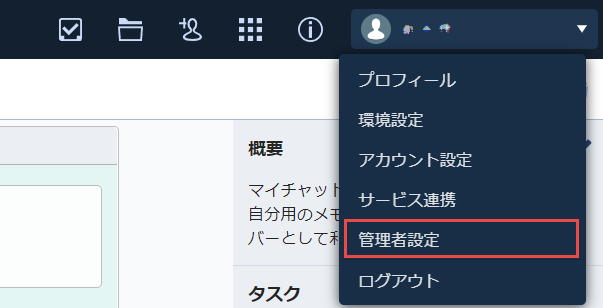 プロフィール
環境設定
アカウント設定
サービス連携
管理者設定
ログアウト
概要
マイチャット
自分用のメモ
バーとして利
タスク